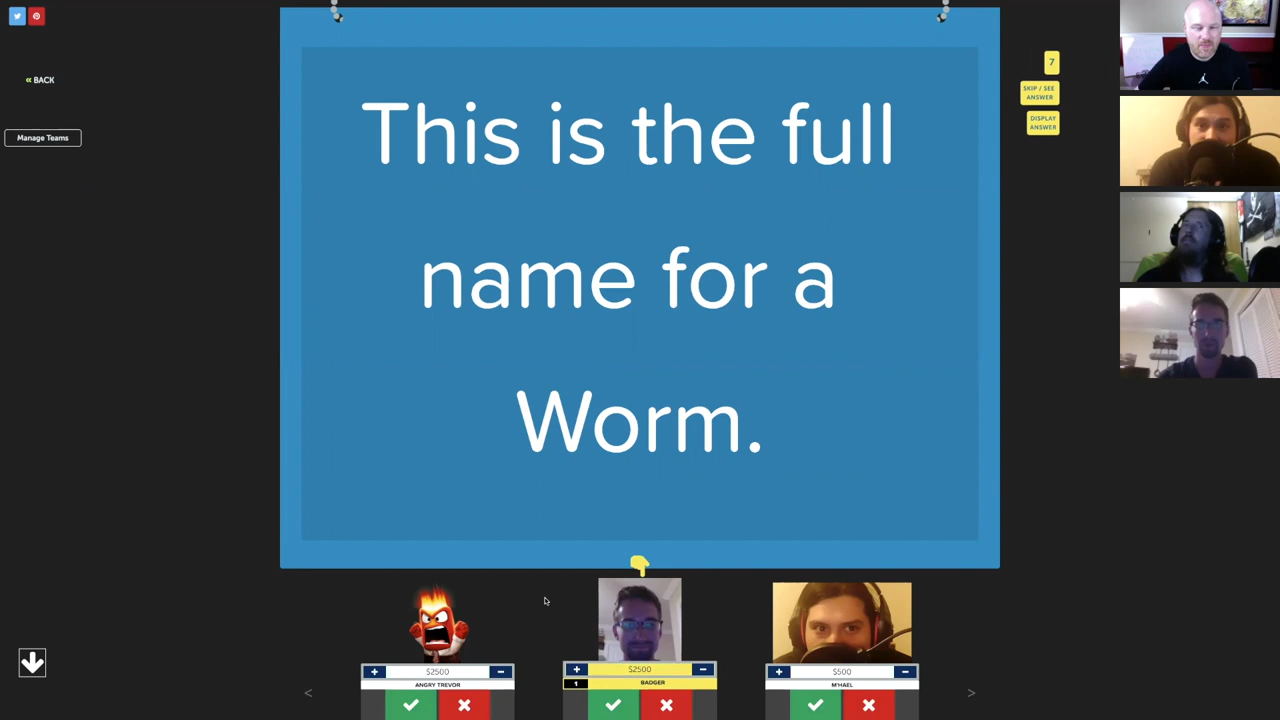 « BACK
Manage Teams
This is the full
name for a
Worm.
7
SKIP / SEE
ANSWER
DISPLAY
ANSWER
+ $2500 −
ANGRY TREVOR
+ $2500 −
1 BADGER
+ $500 −
M'HAEL
< >